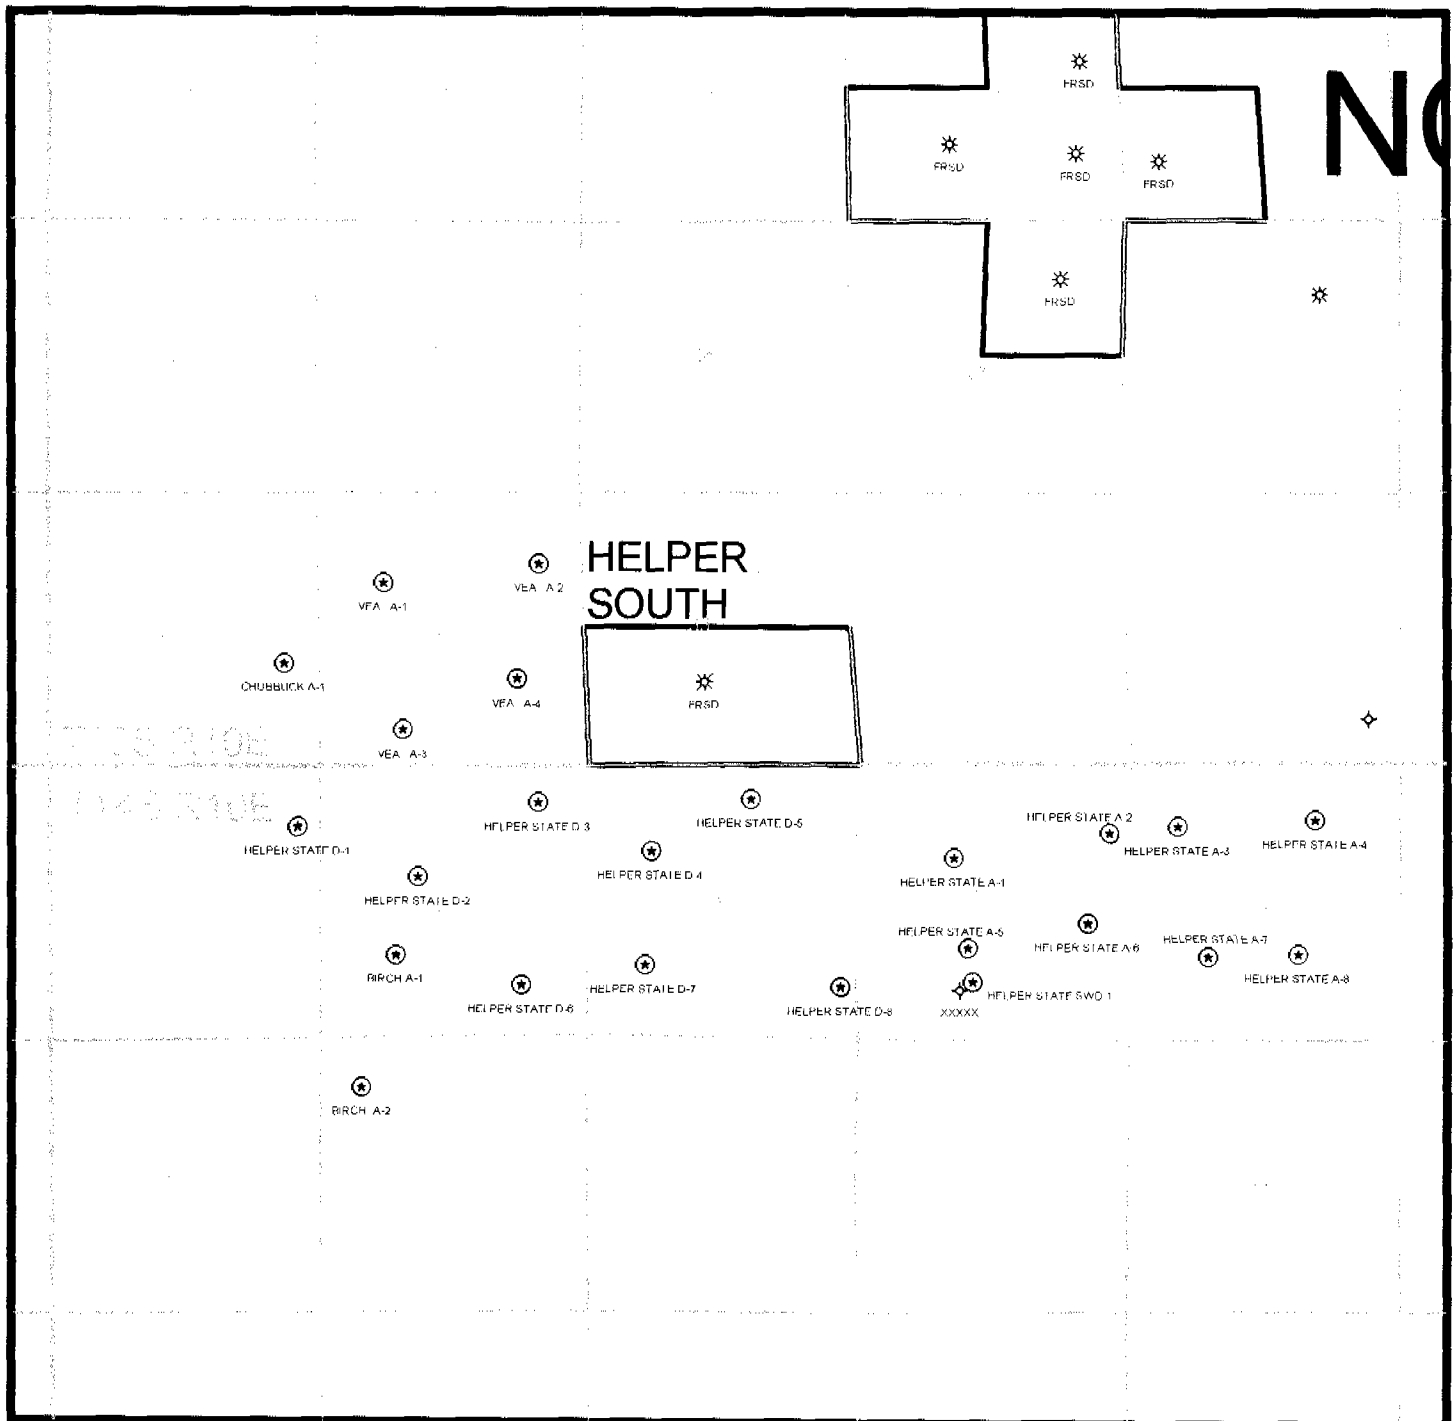 FRSD
NO
FRSD
FRSD
FRSD
FRSD
HELPER
SOUTH
VEA A-2
VEA A-1
CHUBBUCK A-1
VEA A-4
FRSD
VEA A-3
R10E
T14S R10E
HELPER STATE D-3
HELPER STATE D-5
HELPER STATE A-2
HELPER STATE D-1
HELPER STATE A-3
HELPER STATE A-4
HELPER STATE D-4
HELPER STATE A-1
HELPER STATE D-2
HELPER STATE A-5
HELPER STATE A-6
HELPER STATE A-7
BIRCH A-1
HELPER STATE D-7
HELPER STATE A-8
HELPER STATE D-6
HELPER STATE D-8
HELPER STATE SWD 1
XXXXX
BIRCH A-2